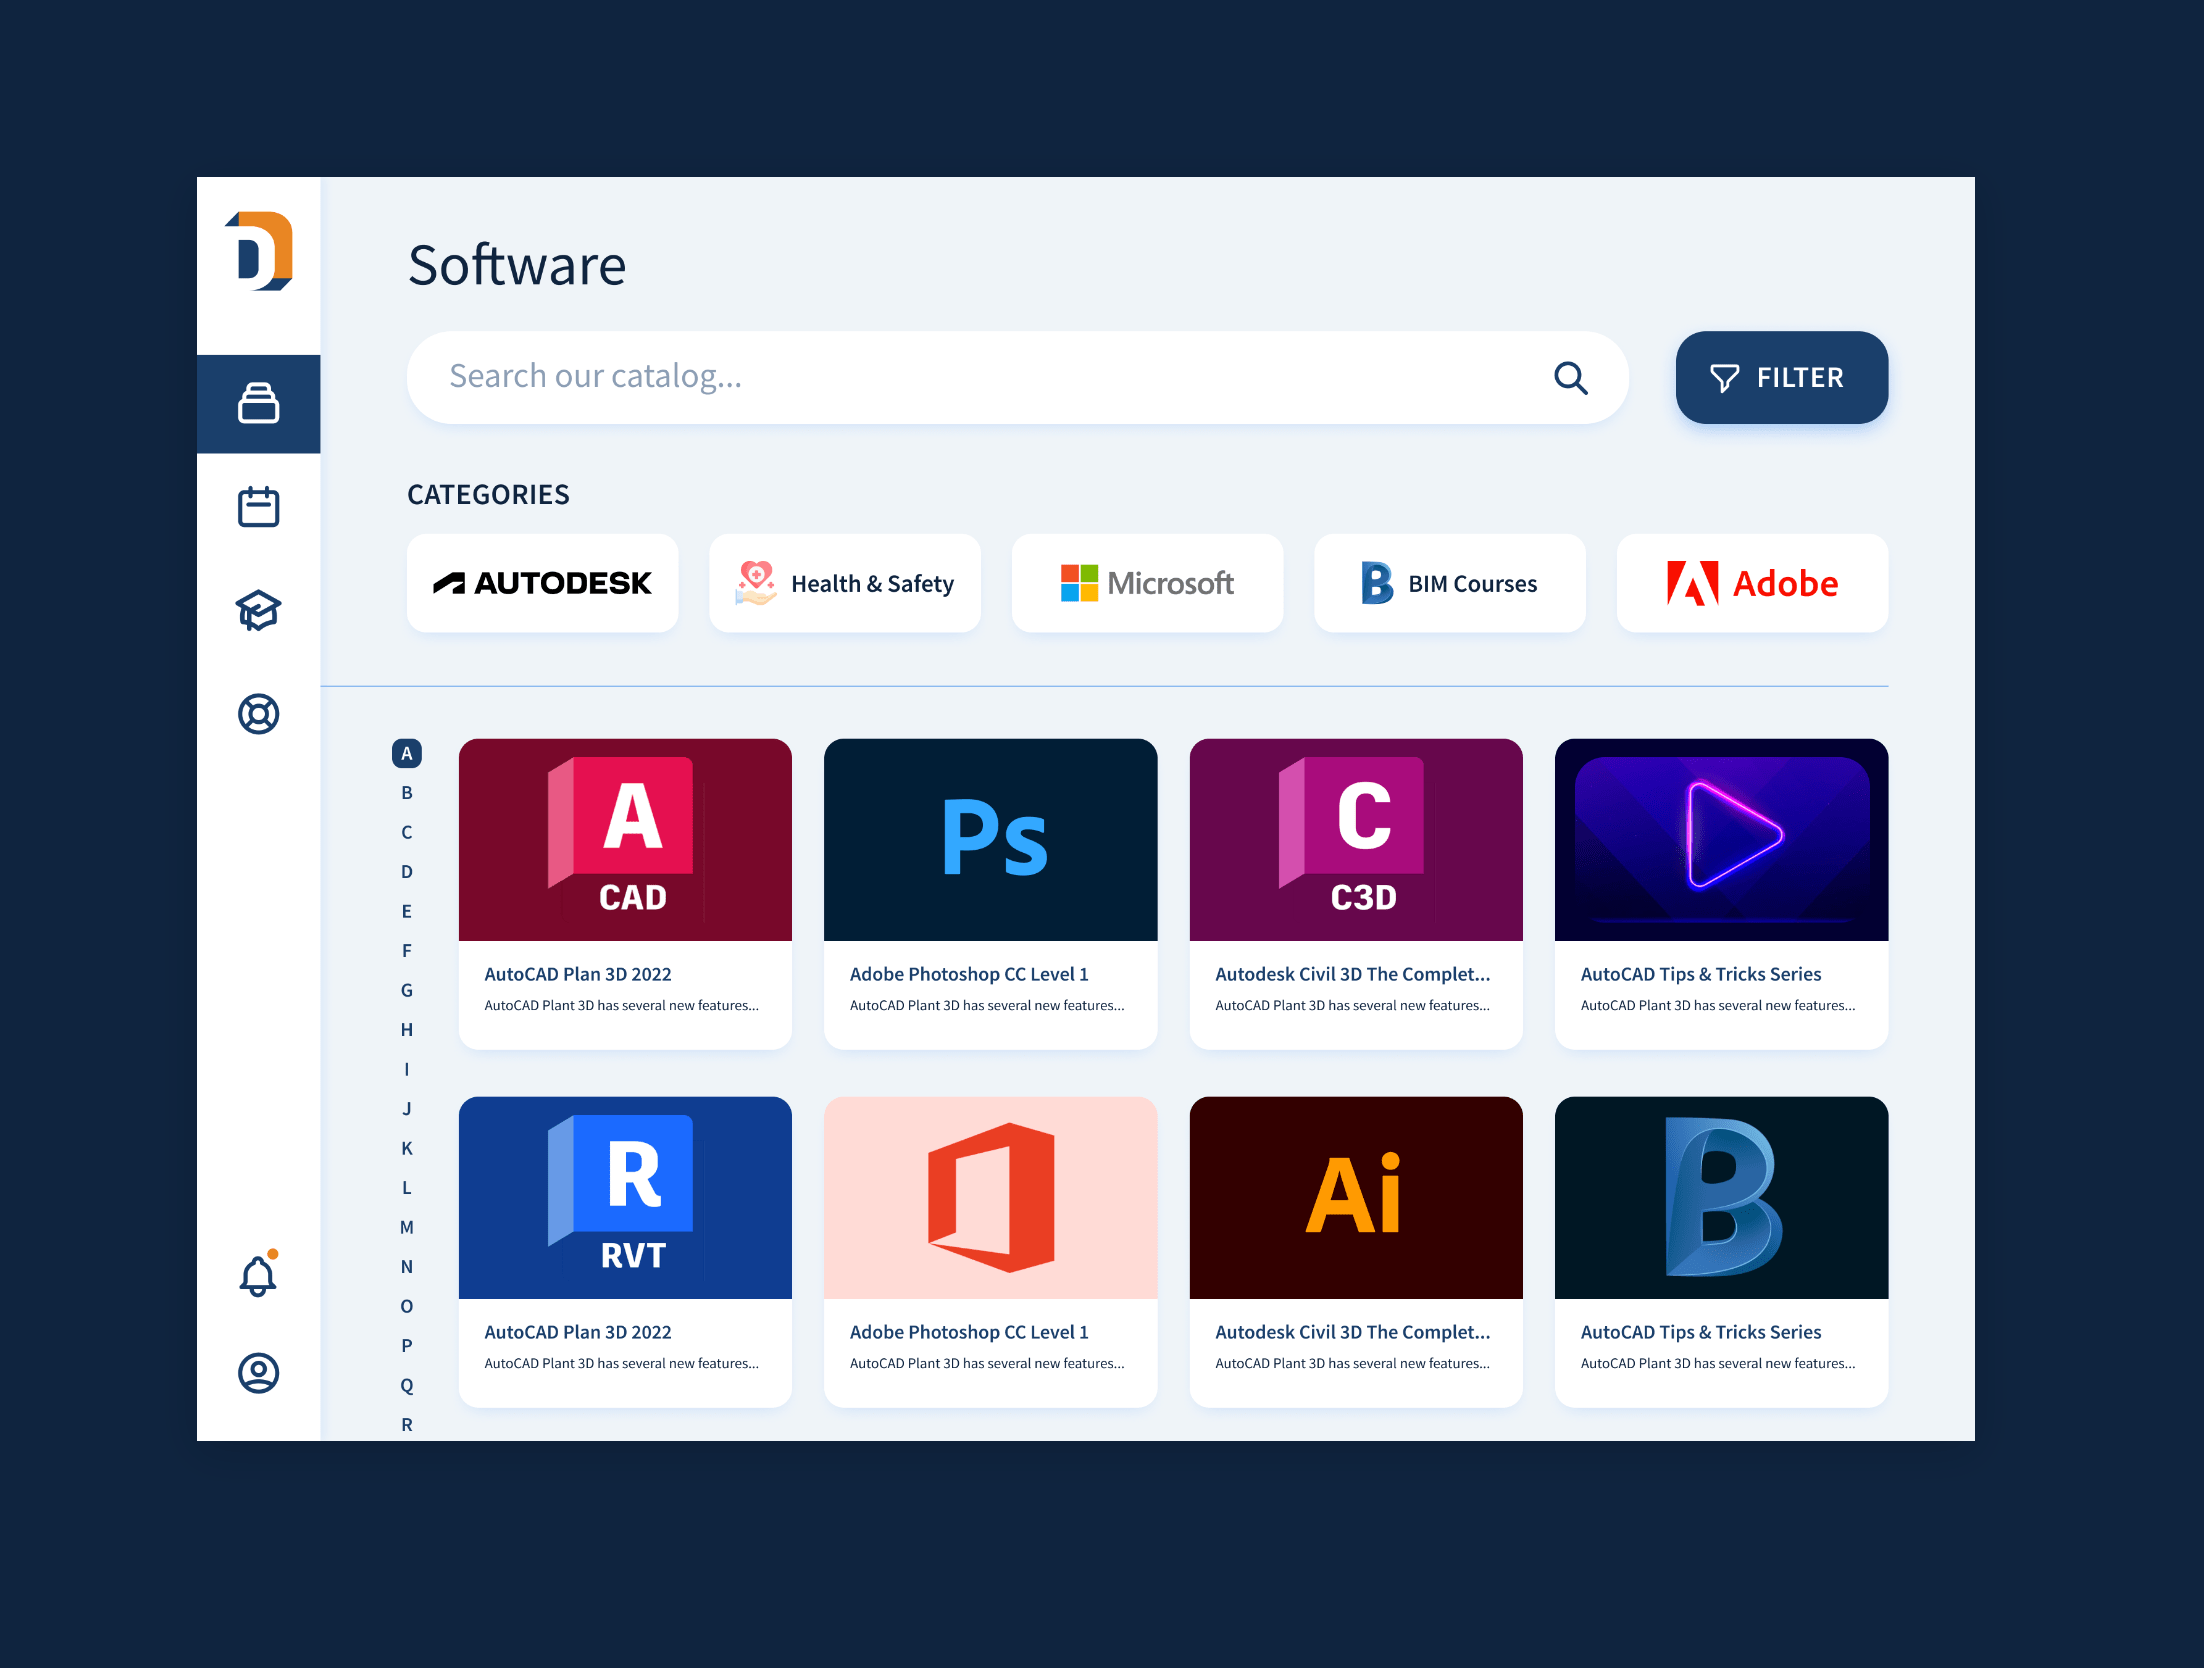 D
Software
Search our catalog...
FILTER
CATEGORIES
AUTODESK
Health & Safety
Microsoft
B BIM Courses
Adobe
A
B
C
D
E
F
G
H
I
J
K
L
M
N
O
P
Q
R
A
CAD
AutoCAD Plan 3D 2022
AutoCAD Plant 3D has several new features...
Ps
Adobe Photoshop CC Level 1
AutoCAD Plant 3D has several new features...
C
C3D
Autodesk Civil 3D The Complet...
AutoCAD Plant 3D has several new features...
AutoCAD Tips & Tricks Series
AutoCAD Plant 3D has several new features...
R
RVT
AutoCAD Plan 3D 2022
AutoCAD Plant 3D has several new features...
Adobe Photoshop CC Level 1
AutoCAD Plant 3D has several new features...
Ai
Autodesk Civil 3D The Complet...
AutoCAD Plant 3D has several new features...
B
AutoCAD Tips & Tricks Series
AutoCAD Plant 3D has several new features...